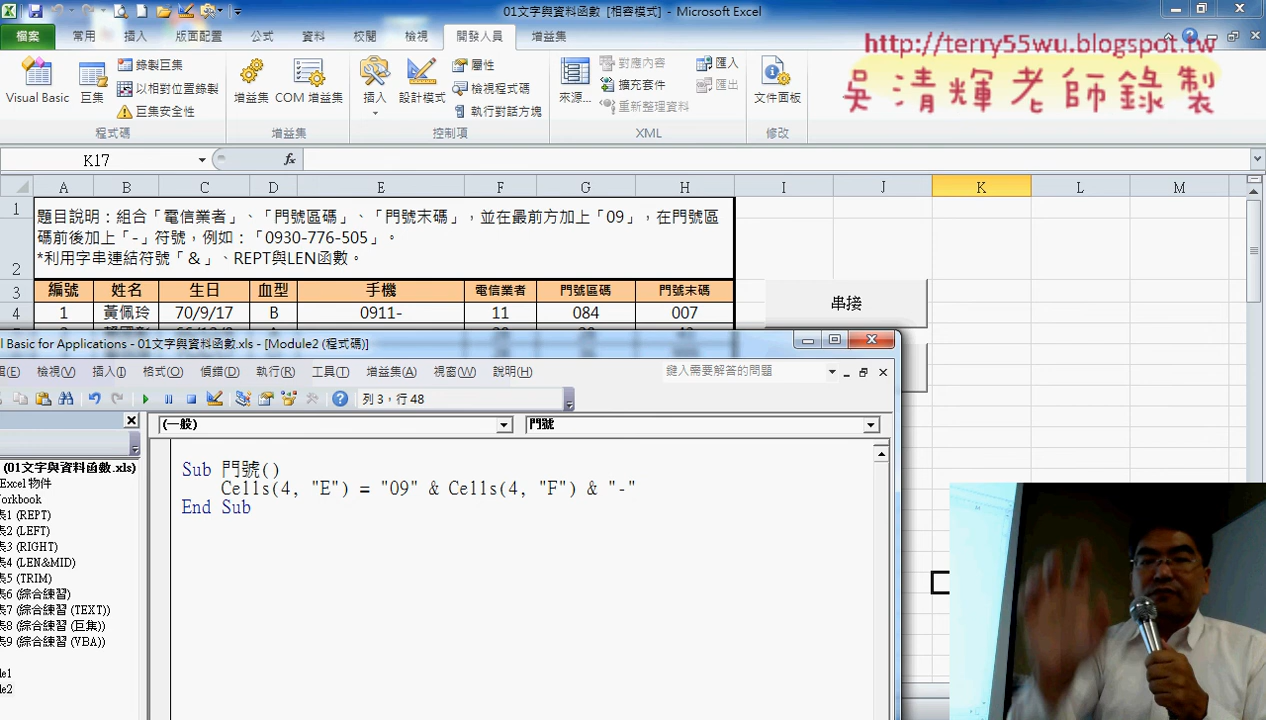 01文字與資料函數 [相容模式] - Microsoft Excel
檔案 常用 插入 版面配置 公式 資料 校閱 檢視 開發人員 增益集
http://terry55wu.blogspot.tw
吳清輝老師錄製
Visual Basic 巨集 錄製巨集 以相對位置錄製 巨集安全性 增益集 COM 增益集 插入 設計模式 屬性 檢視程式碼 執行對話方塊 來源... 對應內容 擴充套件 重新整理資料 匯入 匯出 文件面板
程式碼 增益集 控制項 XML 修改
K17 fx
A B C D E F G H I J K L M
1 題目說明：組合「電信業者」、「門號區碼」、「門號末碼」，並在最前方加上「09」，在門號區
碼前後加上「-」符號，例如：「0930-776-505」。
2 *利用字串連結符號「&」、REPT與LEN函數。
3 編號 姓名 生日 血型 手機 電信業者 門號區碼 門號末碼
串接
4 1 黃佩玲 70/9/17 B 0911- 11 084 007
l Basic for Applications - 01文字與資料函數.xls - [Module2 (程式碼)]
(E) 檢視(V) 插入(I) 格式(O) 偵錯(D) 執行(R) 工具(T) 增益集(A) 視窗(W) 說明(H) 鍵入需要解答的問題
列 3，行 48
(一般) 門號
(01文字與資料函數.xls)
Excel 物件
orkbook
表1 (REPT)
表2 (LEFT)
表3 (RIGHT)
表4 (LEN&MID)
表5 (TRIM)
表6 (綜合練習)
表7 (綜合練習 (TEXT))
表8 (綜合練習 (巨集))
表9 (綜合練習 (VBA))
le1
le2
Sub 門號()
Cells(4, "E") = "09" & Cells(4, "F") & "-"
End Sub